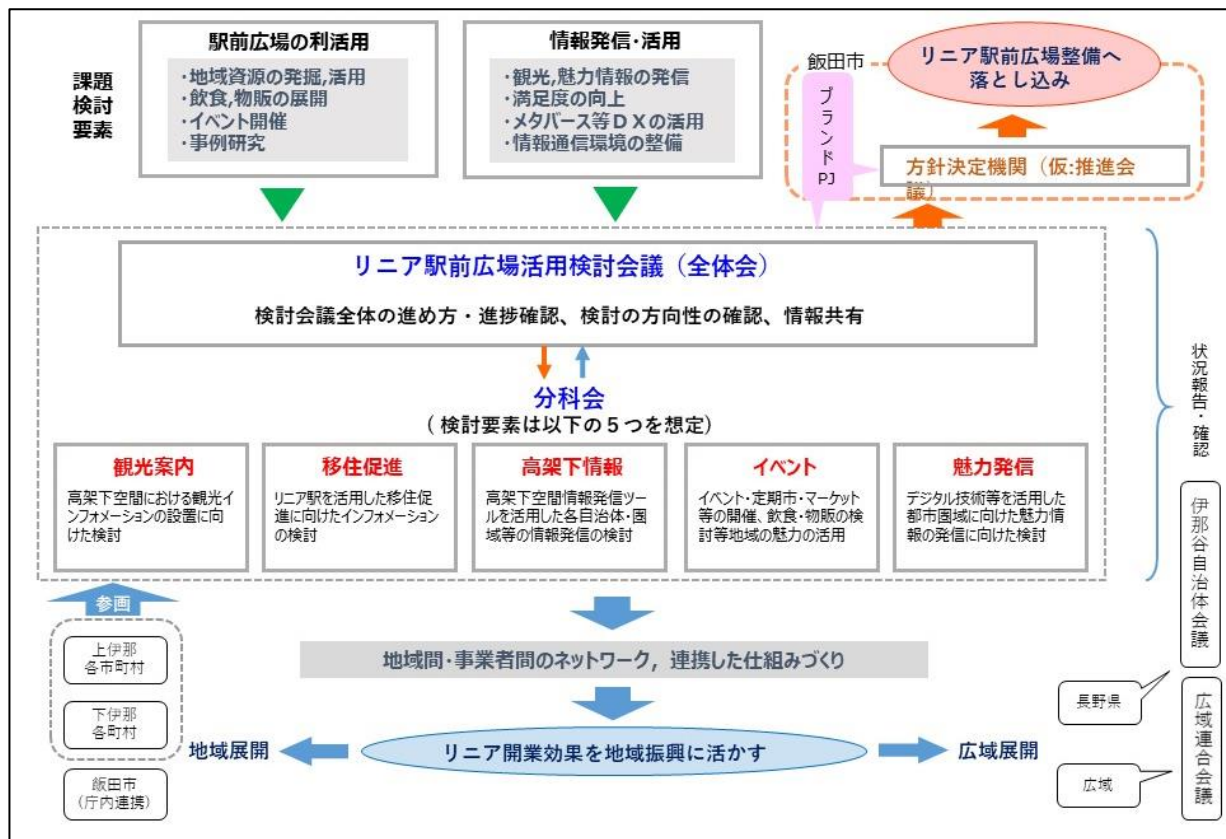 課題
検討
要素
駅前広場の利活用
・地域資源の発掘,活用
・飲食,物販の展開
・イベント開催
・事例研究
情報発信・活用
・観光,魅力情報の発信
・満足度の向上
・メタバース等ＤＸの活用
・情報通信環境の整備
飯田市
ブランドPJ
リニア駅前広場整備へ
落とし込み
方針決定機関（仮:推進会
議）
リニア駅前広場活用検討会議（全体会）
検討会議全体の進め方・進捗確認、検討の方向性の確認、情報共有
分科会
( 検討要素は以下の５つを想定)
観光案内
高架下空間における観光イ
ンフォメーションの設置に向
けた検討
移住促進
リニア駅を活用した移住促
進に向けたインフォメーション
の検討
高架下情報
高架下空間情報発信ツー
ルを活用した各自治体・圏
域等の情報発信の検討
イベント
イベント・定期市・マーケット
等の開催、飲食・物販の検
討等地域の魅力の活用
魅力発信
デジタル技術等を活用した
都市圏域に向けた魅力情
報の発信に向けた検討
状況報告・確認
伊那谷自治体会議
長野県
広域連合会議
広域
参画
上伊那
各市町村
下伊那
各町村
飯田市
(庁内連携)
地域間・事業者間のネットワーク，連携した仕組みづくり
地域展開
リニア開業効果を地域振興に活かす
広域展開